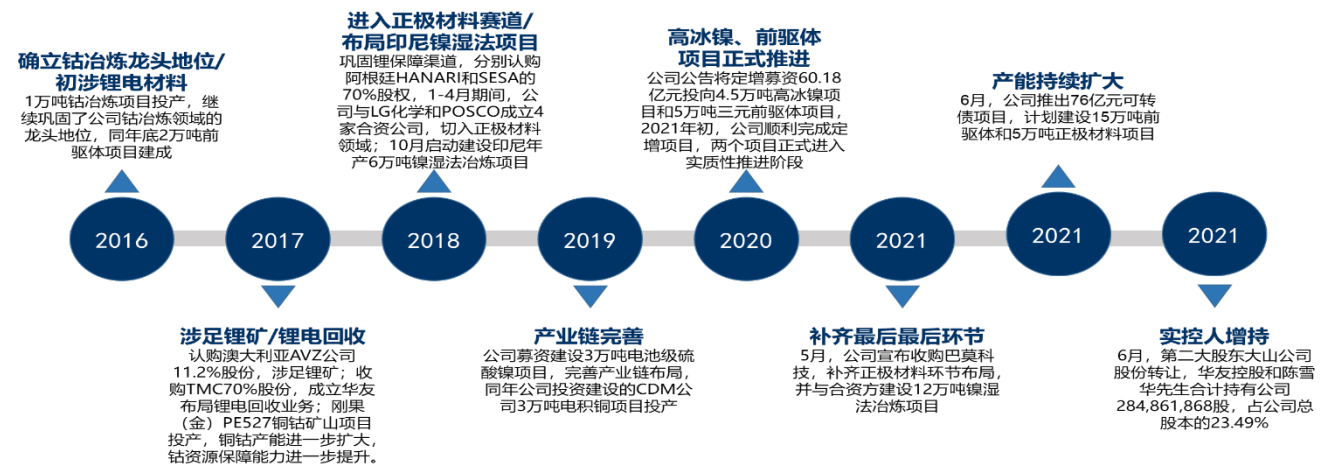 确立钴冶炼龙头地位/
初涉锂电材料
1万吨钴冶炼项目投产，继
续巩固了公司钴冶炼领域的
龙头地位，同年底2万吨前
驱体项目建成
进入正极材料赛道/
布局印尼镍湿法项目
巩固锂保障渠道，分别认购
阿根廷HANARI和SESA的
70%股权，1-4月期间，公
司与LG化学和POSCO成立4
家合资公司，切入正极材料
领域；10月启动建设印尼年
产6万吨镍湿法冶炼项目
高冰镍、前驱体
项目正式推进
公司公告将定增募资60.18
亿元投向4.5万吨高冰镍项
目和5万吨三元前驱体项目，
2021年初，公司顺利完成定
增项目，两个项目正式进入
实质性推进阶段
产能持续扩大
6月，公司推出76亿元可转
债项目，计划建设15万吨前
驱体和5万吨正极材料项目
2016
2017
2018
2019
2020
2021
2021
2021
涉足锂矿/锂电回收
认购澳大利亚AVZ公司
11.2%股份，涉足锂矿；收
购TMC70%股份，成立华友
布局锂电回收业务；刚果
（金）PE527铜钴矿山项目
投产，铜钴产能进一步扩大，
钴资源保障能力进一步提升。
产业链完善
公司募资建设3万吨电池级硫
酸镍项目，完善产业链布局，
同年公司投资建设的CDM公
司3万吨电积铜项目投产
补齐最后最后环节
5月，公司宣布收购巴莫科
技，补齐正极材料环节布局，
并与合资方建设12万吨镍湿
法冶炼项目
实控人增持
6月，第二大股东大山公司
股份转让，华友控股和陈雪
华先生合计持有公司
284,861,868股，占公司总
股本的23.49%